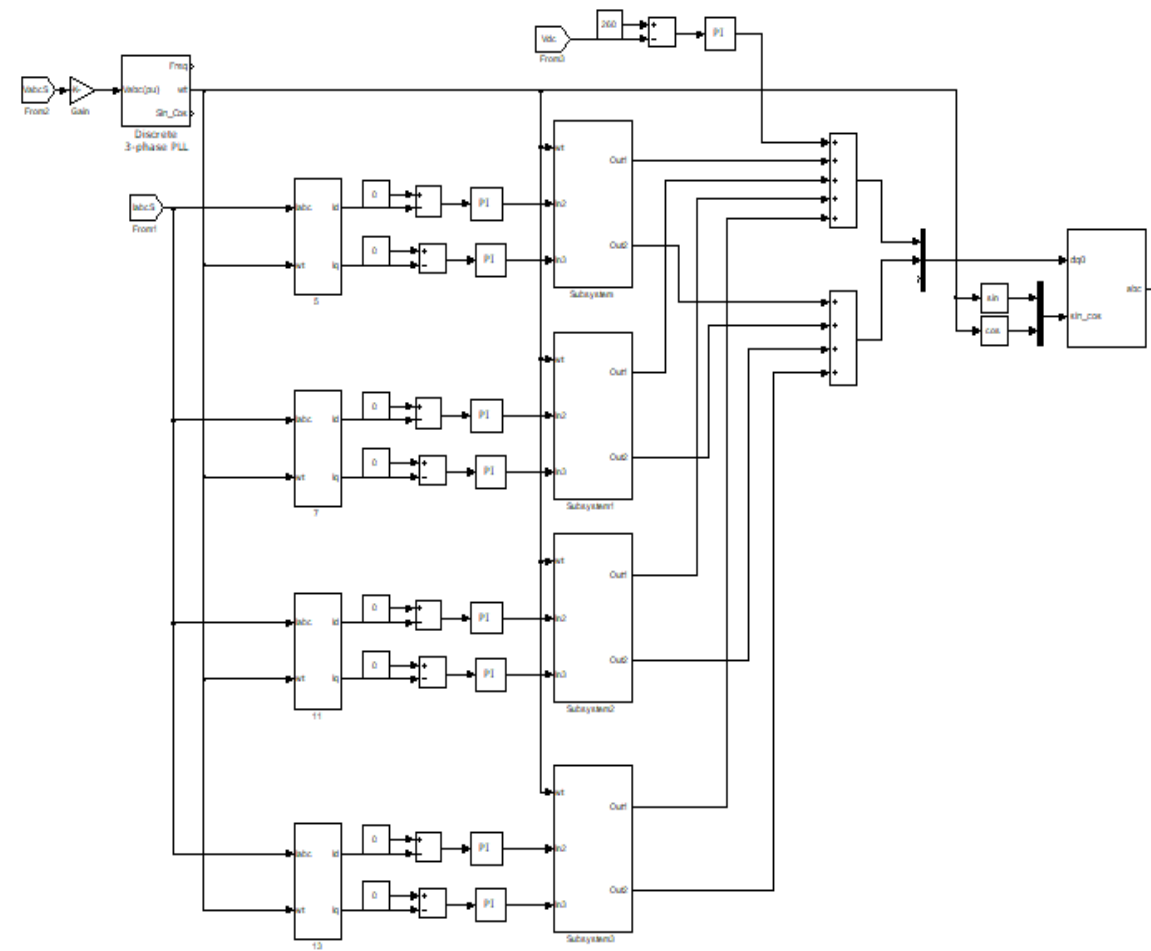 260
+
−
PI
Vdc
From3
VabcS
From2
-K-
Gain
Vabc(pu)
Freq
wt
Sin_Cos
Discrete
3-phase PLL
IabcS
From1
Iabc
wt
Id
Iq
5
0
+
−
PI
0
+
−
PI
wt
In2
In3
Out1
Out2
Subsystem
+
+
+
+
+
+
+
+
+
sin
cos
dq0
sin_cos
abc
Iabc
wt
Id
Iq
7
0
+
−
PI
0
+
−
PI
wt
In2
In3
Out1
Out2
Subsystem1
Iabc
wt
Id
Iq
11
0
+
−
PI
0
+
−
PI
wt
In2
In3
Out1
Out2
Subsystem2
Iabc
wt
Id
Iq
13
0
+
−
PI
0
+
−
PI
wt
In2
In3
Out1
Out2
Subsystem3